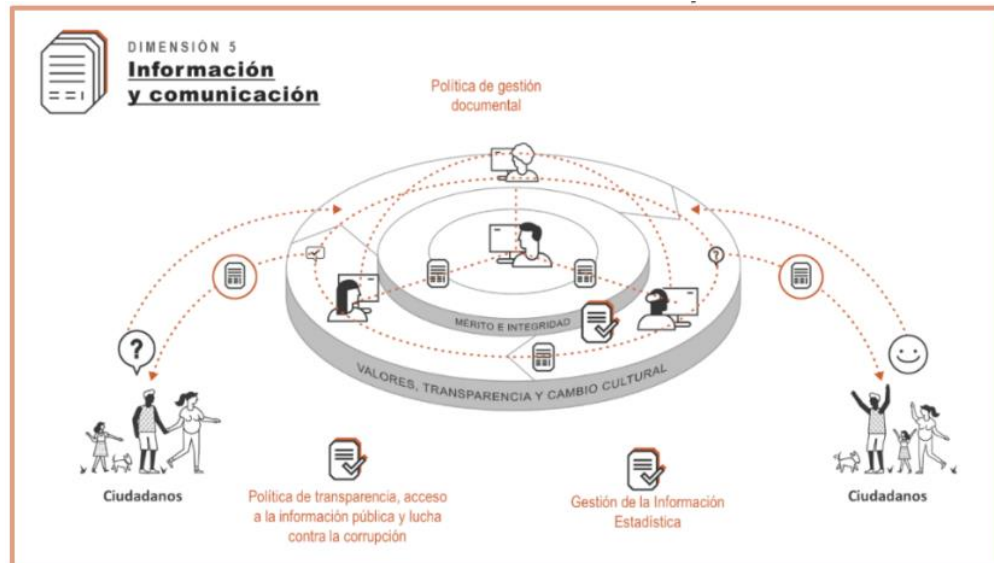 DIMENSIÓN 5
Información
y comunicación
Política de gestión
documental
?
MÉRITO E INTEGRIDAD
VALORES, TRANSPARENCIA Y CAMBIO CULTURAL
?
Ciudadanos
Política de transparencia, acceso
a la información pública y lucha
contra la corrupción
Gestión de la Información
Estadística
Ciudadanos